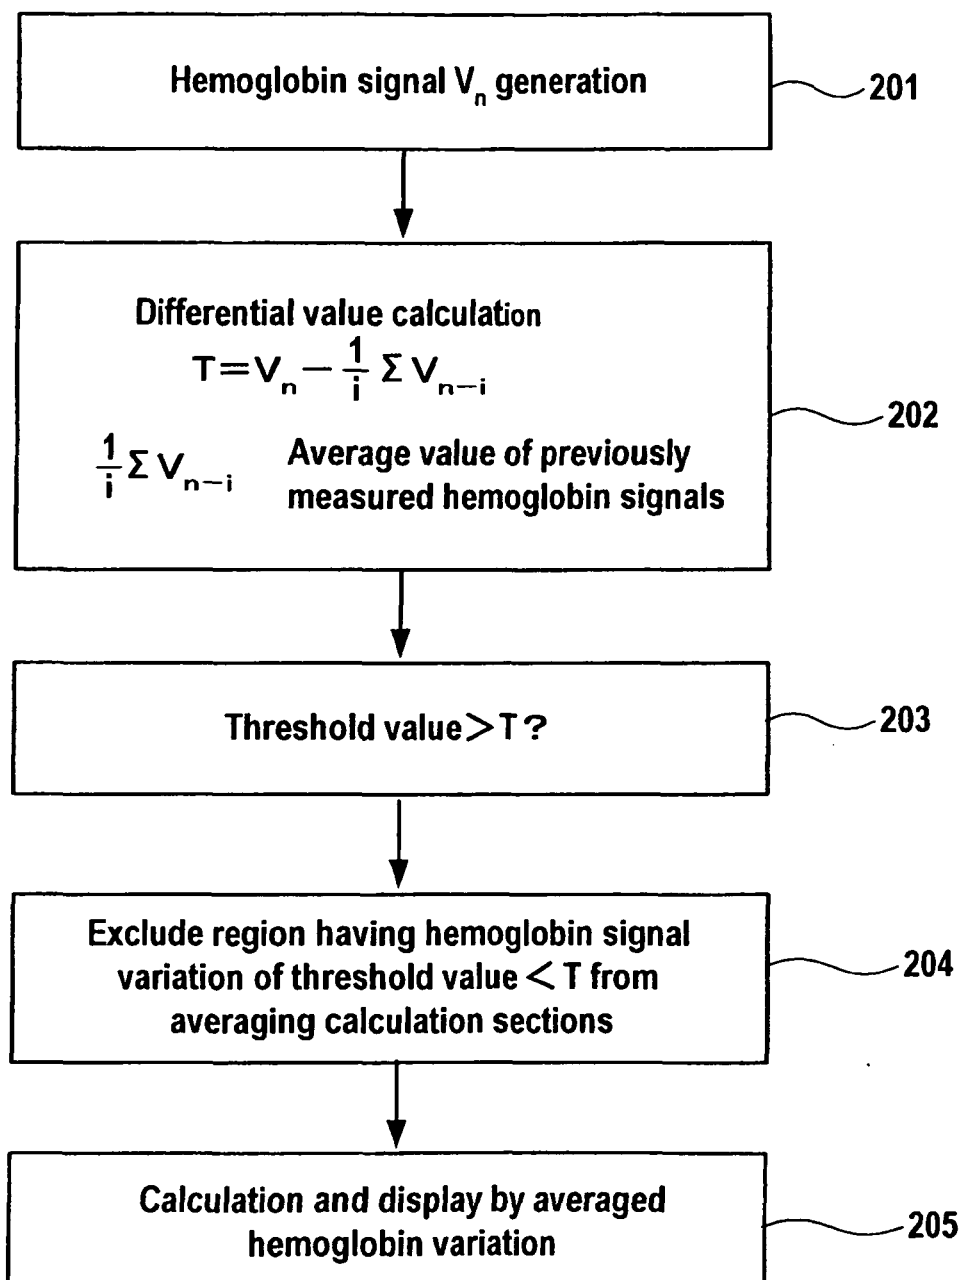 Hemoglobin signal Vₙ generation
201
Differential value calculation
T=Vₙ−1/i Σ Vₙ₋ᵢ
202
1/i Σ Vₙ₋ᵢ Average value of previously
measured hemoglobin signals
Threshold value>T?
203
Exclude region having hemoglobin signal
variation of threshold value < T from
averaging calculation sections
204
Calculation and display by averaged
hemoglobin variation
205